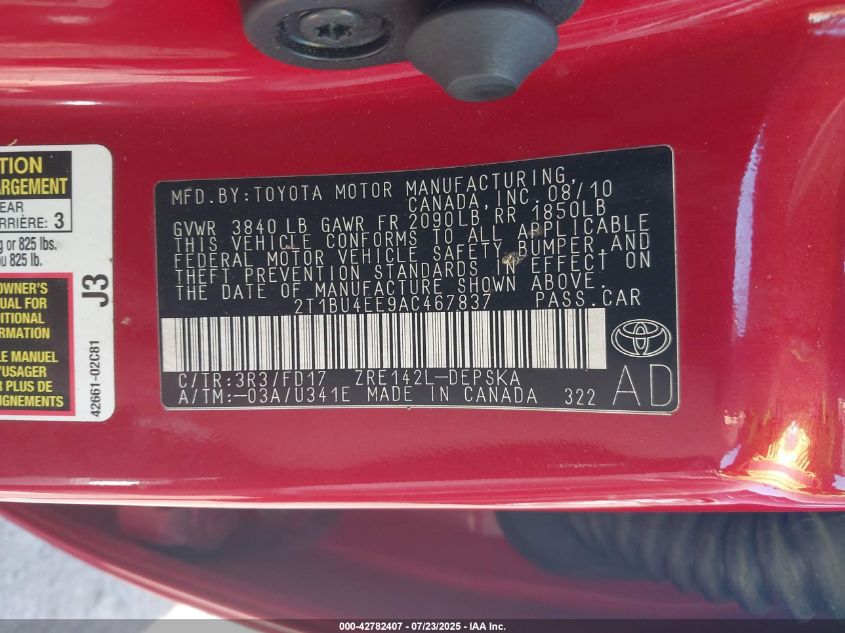 TION
ARGEMENT
EAR
ARRIÈRE: 3
g or 825 lbs.
ou 825 lb.
OWNER'S
UAL FOR
ITIONAL
RMATION
LE MANUEL
'USAGER
R PLUS DE
IGNEMENTS
J3
42661-02C81
MFD. BY: TOYOTA MOTOR MANUFACTURING,
CANADA, INC. 08/10
GVWR 3840 LB GAWR FR 2090LB RR 1850LB
THIS VEHICLE CONFORMS TO ALL APPLICABLE
FEDERAL MOTOR VEHICLE SAFETY, BUMPER, AND
THEFT PREVENTION STANDARDS IN EFFECT ON
THE DATE OF MANUFACTURE SHOWN ABOVE.
2T1BU4EE9AC467837 PASS. CAR
C/TR: 3R3/FD17 ZRE142L-DEPSKA
A/TM: -03A/U341E MADE IN CANADA 322
TOYOTA
AD
000-42782407 - 07/23/2025 - IAA Inc.